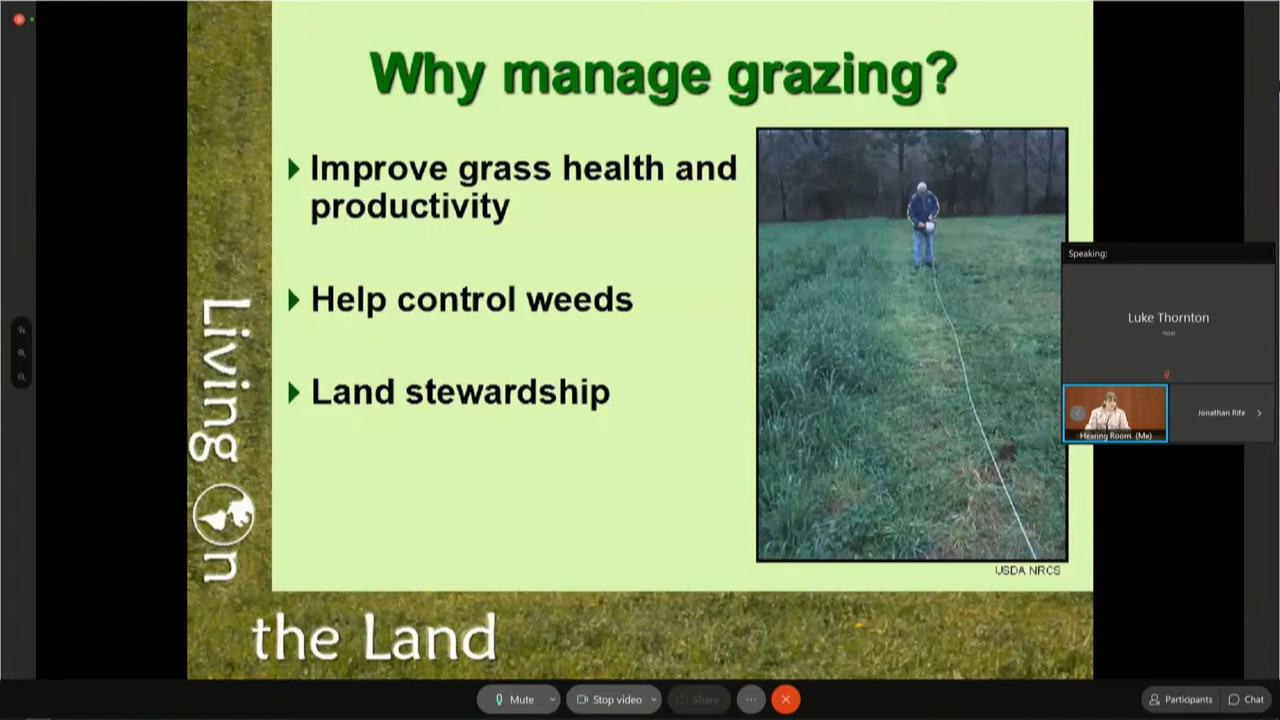 Why manage grazing?
Improve grass health and
productivity
Help control weeds
Land stewardship
USDA NRCS
Living On
the Land
Speaking:
Luke Thornton
Host
Hearing Room (Me)
Jonathan Rife
Mute
Stop video
Share
Participants
Chat